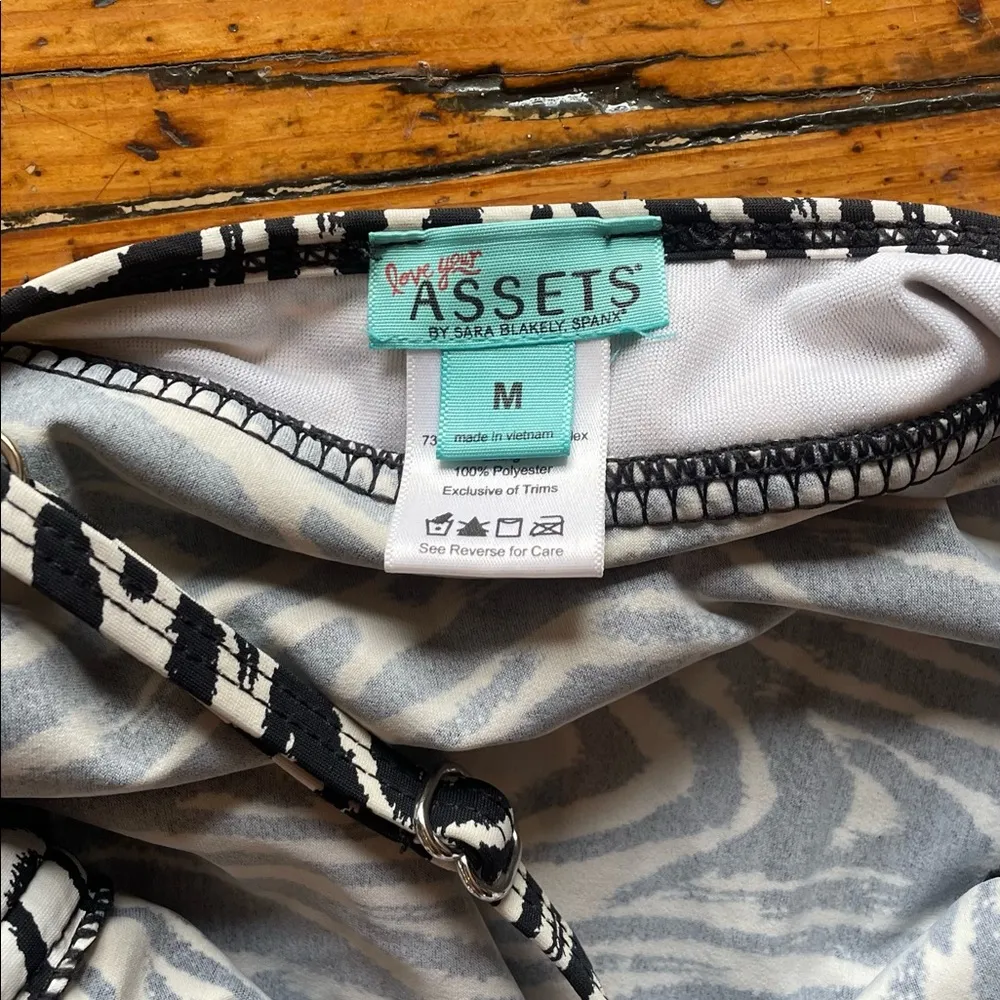 love your
ASSETS®
BY SARA BLAKELY, SPANX®
M
made in vietnam
73
100% Polyester
Exclusive of Trims
See Reverse for Care